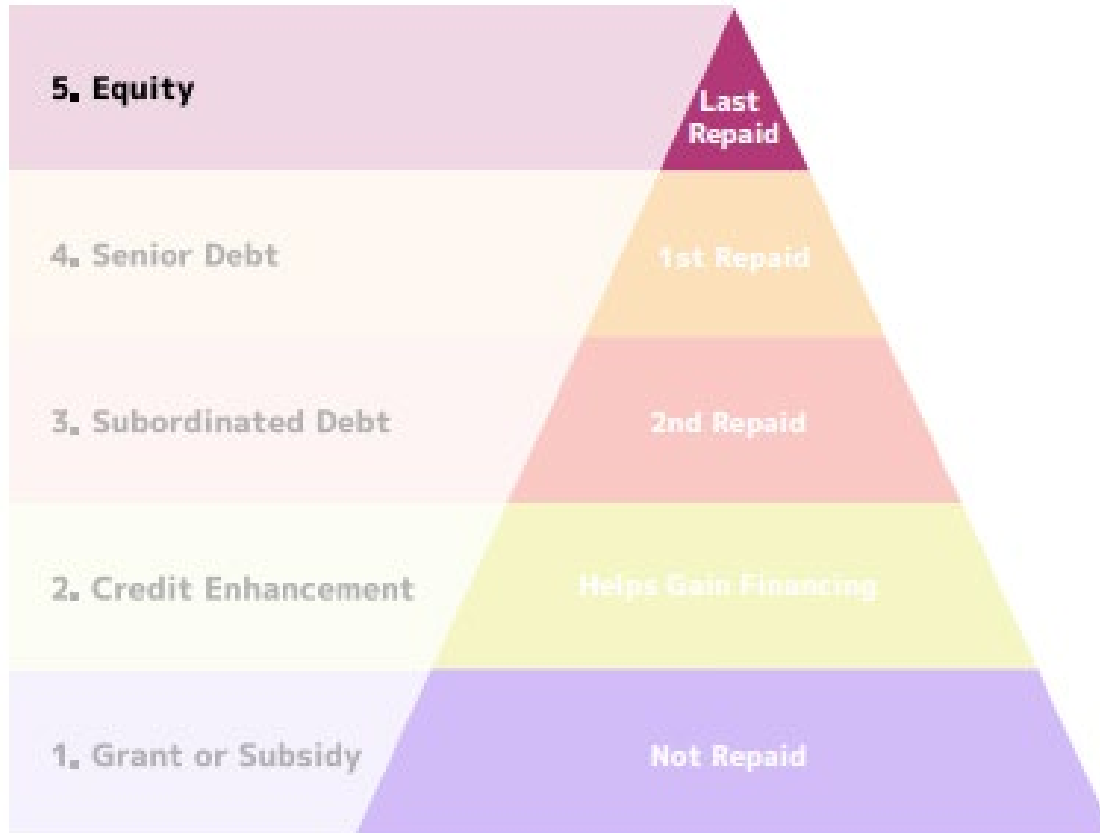 5. Equity
Last
Repaid
4. Senior Debt
1st Repaid
3. Subordinated Debt
2nd Repaid
2. Credit Enhancement
Helps Gain Financing
1. Grant or Subsidy
Not Repaid